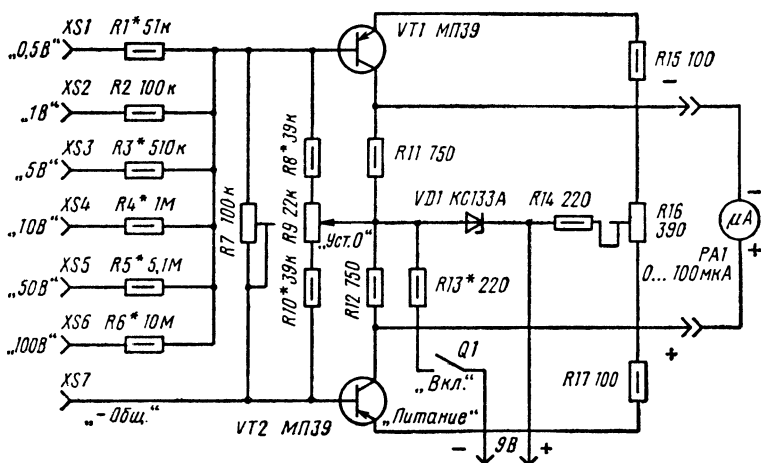 XS1 R1* 51к
„0,5В“
VT1 МП39
R15 100
XS2 R2 100к
„1В“
XS3 R3* 510к
„5В“
R8* 39к
R11 750
XS4 R4* 1М
„10В“
R7 100к
R9 22к
„Уст.0“
VD1 КС133А
R14 220
R16 390
μА
PA1
0...100мкА
XS5 R5* 5,1М
„50В“
R10* 39к
R12 750
R13* 220
XS6 R6* 10М
„100В“
Q1
„Вкл.“
R17 100
XS7
„-Общ.“
VT2 МП39
„Питание“
- 9В +
-
-
+
+